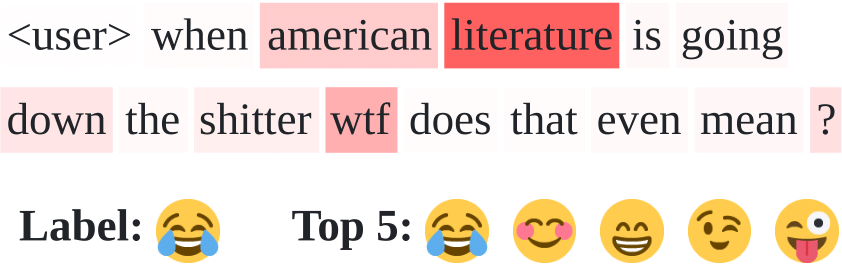 <user> when american literature is going
down the shitter wtf does that even mean ?
Label: 😂 Top 5: 😂 😊 😁 😉 😜